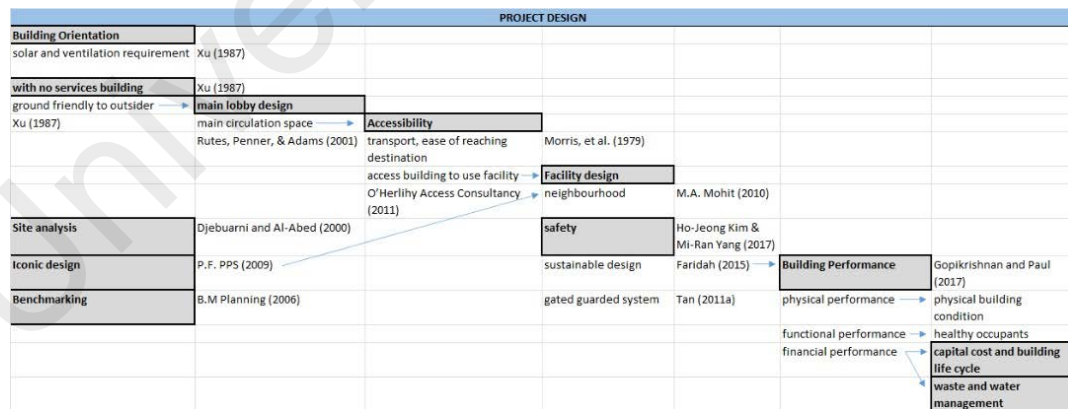 PROJECT DESIGN
Building Orientation
solar and ventilation requirement Xu (1987)
with no services building Xu (1987)
ground friendly to outsider main lobby design
Xu (1987) main circulation space Accessibility
Rutes, Penner, & Adams (2001) transport, ease of reaching Morris, et al. (1979)
destination
access building to use facility Facility design
O'Herlihy Access Consultancy neighbourhood M.A. Mohit (2010)
(2011)
Site analysis Djebuarni and Al-Abed (2000) safety Ho-Jeong Kim &
Mi-Ran Yang (2017)
Iconic design P.F. PPS (2009) sustainable design Faridah (2015) Building Performance Gopikrishnan and Paul
(2017)
Benchmarking B.M Planning (2006) gated guarded system Tan (2011a) physical performance physical building
condition
functional performance healthy occupants
financial performance capital cost and building
life cycle
waste and water
management